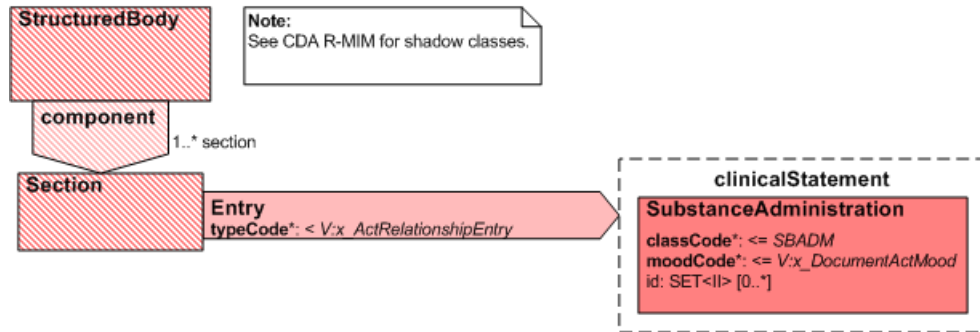 StructuredBody
Note:
See CDA R-MIM for shadow classes.
component
1..* section
Section
Entry
typeCode*: < V:x_ActRelationshipEntry
clinicalStatement
SubstanceAdministration
classCode*: <= SBADM
moodCode*: <= V:x_DocumentActMood
id: SET<II> [0..*]